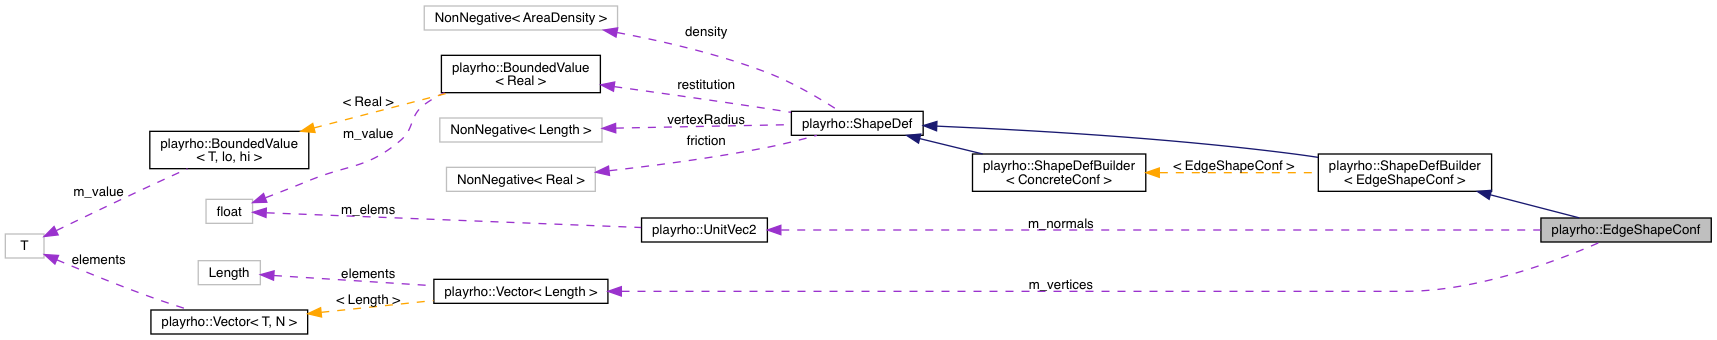 NonNegative< AreaDensity >
density
playrho::BoundedValue
< Real >
restitution
< Real >
m_value
NonNegative< Length >
vertexRadius
playrho::ShapeDef
friction
playrho::BoundedValue
< T, lo, hi >
NonNegative< Real >
playrho::ShapeDefBuilder
< ConcreteConf >
< EdgeShapeConf >
playrho::ShapeDefBuilder
< EdgeShapeConf >
m_value
float
m_elems
playrho::UnitVec2
m_normals
playrho::EdgeShapeConf
T
elements
Length
elements
playrho::Vector< Length >
m_vertices
< Length >
playrho::Vector< T, N >